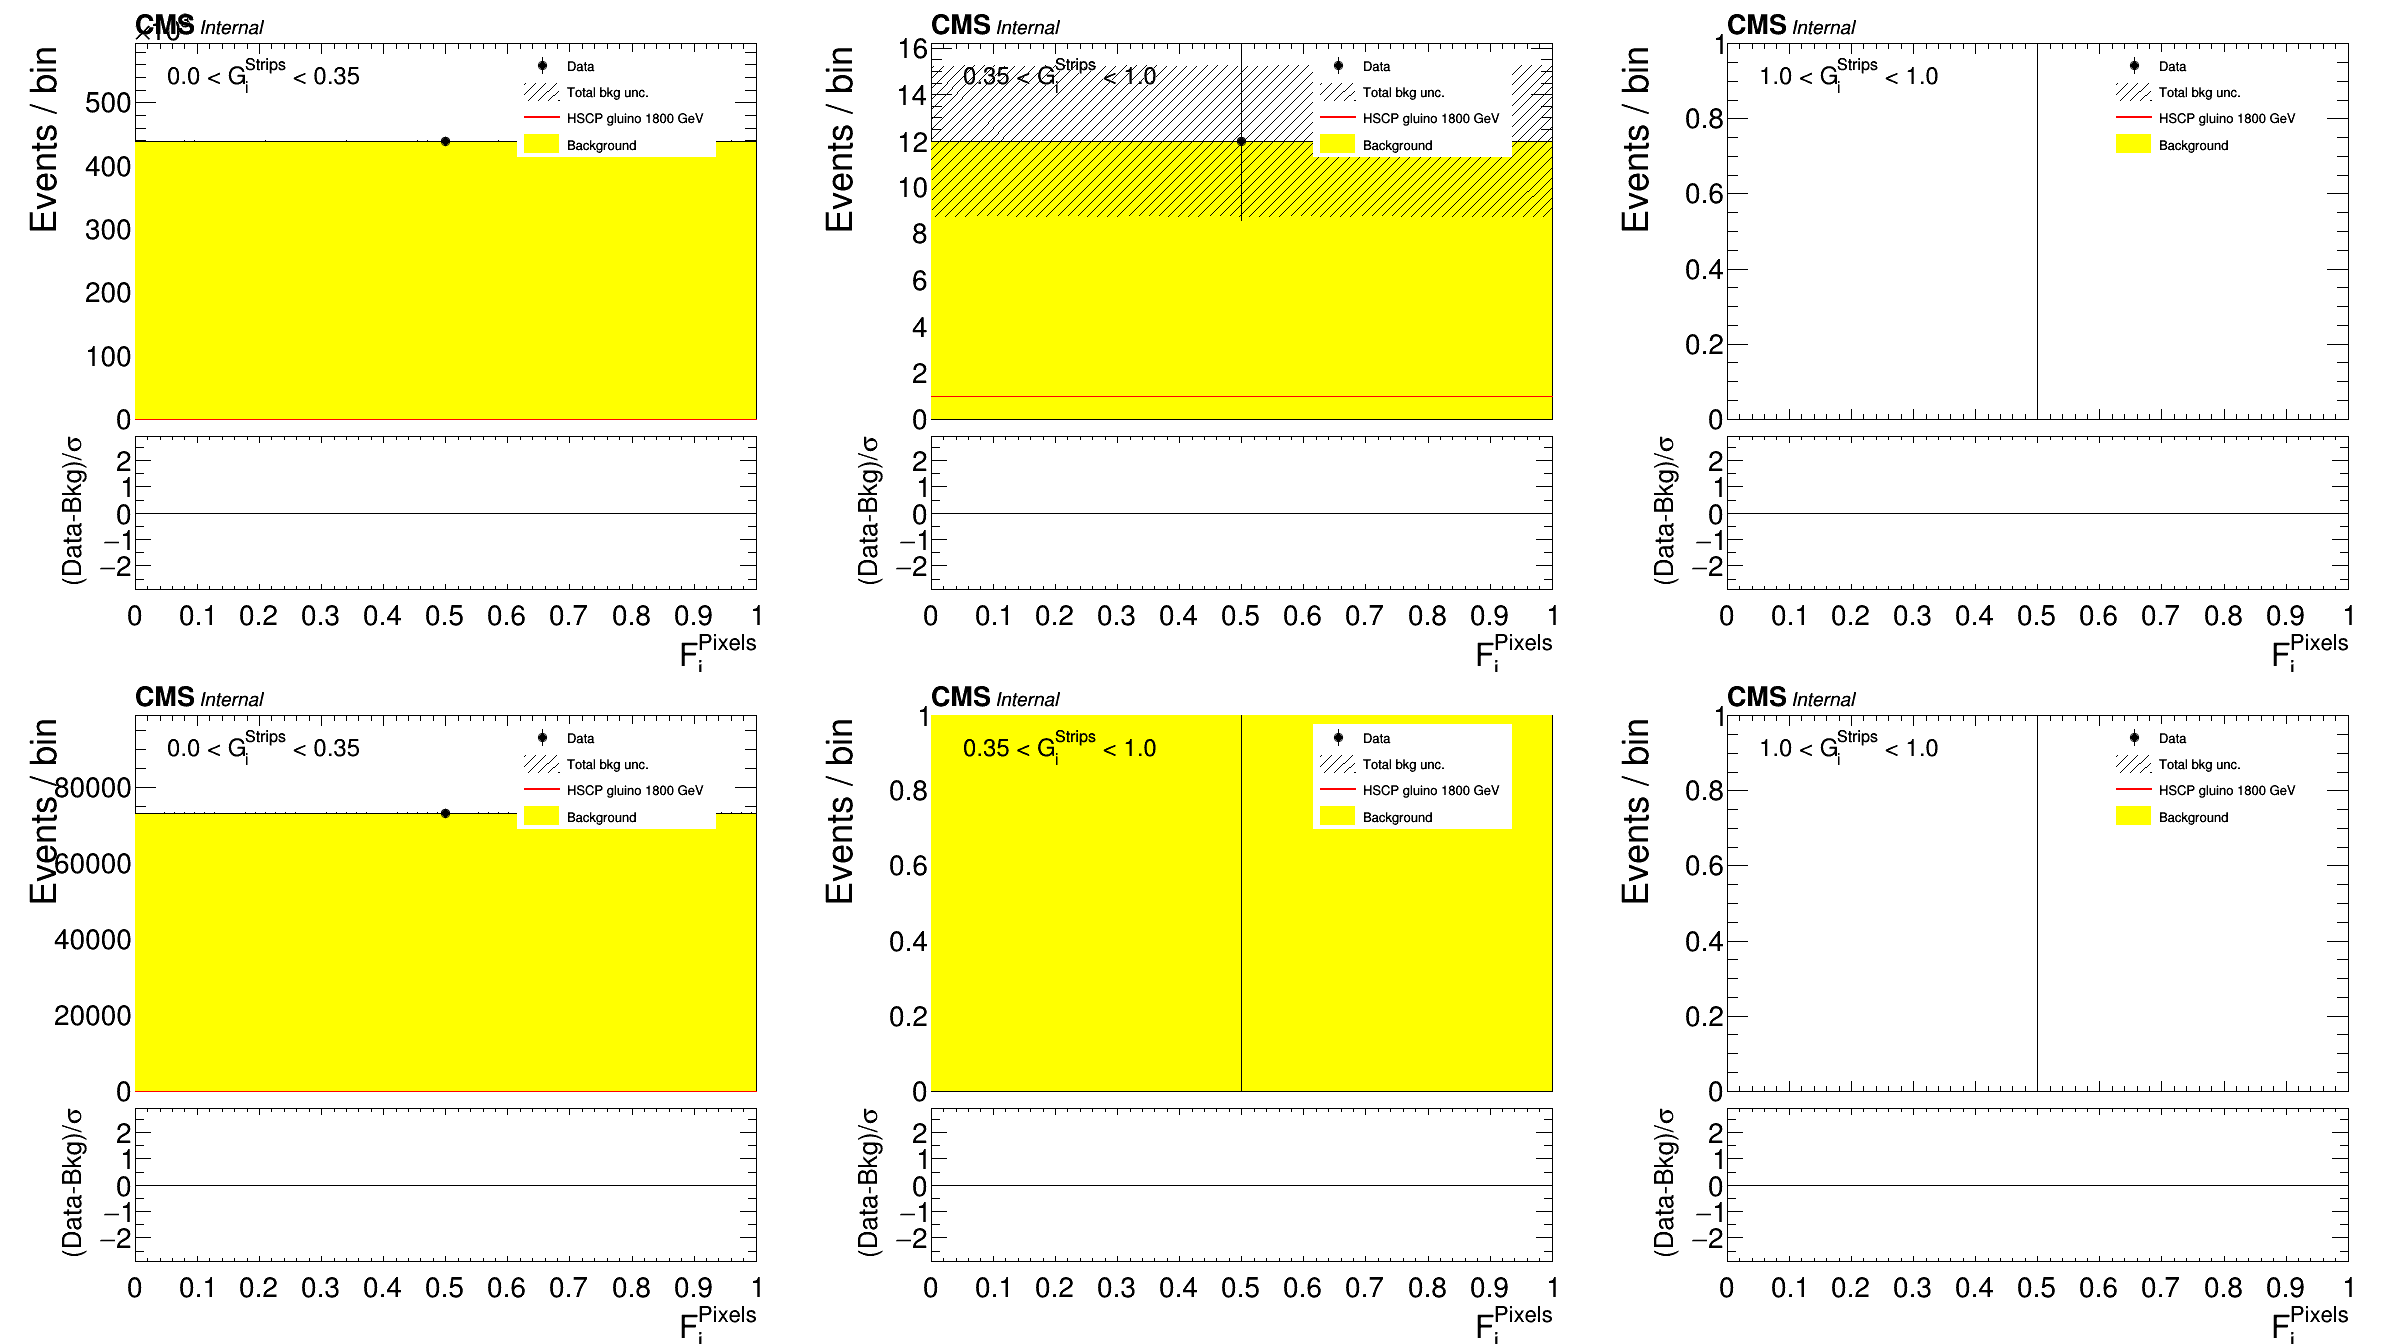 CMS Internal
×10³
Events / bin
0.0 < G_i^Strips < 0.35
Data
Total bkg unc.
HSCP gluino 1800 GeV
Background
500
400
300
200
100
0
(Data-Bkg)/σ
2
1
0
−1
−2
0 0.1 0.2 0.3 0.4 0.5 0.6 0.7 0.8 0.9 1
F_i^Pixels
CMS Internal
Events / bin
0.35 < G_i^Strips < 1.0
Data
Total bkg unc.
HSCP gluino 1800 GeV
Background
16
14
12
10
8
6
4
2
0
(Data-Bkg)/σ
2
1
0
−1
−2
0 0.1 0.2 0.3 0.4 0.5 0.6 0.7 0.8 0.9 1
F_i^Pixels
CMS Internal
Events / bin
1.0 < G_i^Strips < 1.0
Data
Total bkg unc.
HSCP gluino 1800 GeV
Background
1
0.8
0.6
0.4
0.2
0
(Data-Bkg)/σ
2
1
0
−1
−2
0 0.1 0.2 0.3 0.4 0.5 0.6 0.7 0.8 0.9 1
F_i^Pixels
CMS Internal
Events / bin
0.0 < G_i^Strips < 0.35
Data
Total bkg unc.
HSCP gluino 1800 GeV
Background
80000
60000
40000
20000
0
(Data-Bkg)/σ
2
1
0
−1
−2
0 0.1 0.2 0.3 0.4 0.5 0.6 0.7 0.8 0.9 1
F_i^Pixels
CMS Internal
Events / bin
0.35 < G_i^Strips < 1.0
Data
Total bkg unc.
HSCP gluino 1800 GeV
Background
1
0.8
0.6
0.4
0.2
0
(Data-Bkg)/σ
2
1
0
−1
−2
0 0.1 0.2 0.3 0.4 0.5 0.6 0.7 0.8 0.9 1
F_i^Pixels
CMS Internal
Events / bin
1.0 < G_i^Strips < 1.0
Data
Total bkg unc.
HSCP gluino 1800 GeV
Background
1
0.8
0.6
0.4
0.2
0
(Data-Bkg)/σ
2
1
0
−1
−2
0 0.1 0.2 0.3 0.4 0.5 0.6 0.7 0.8 0.9 1
F_i^Pixels